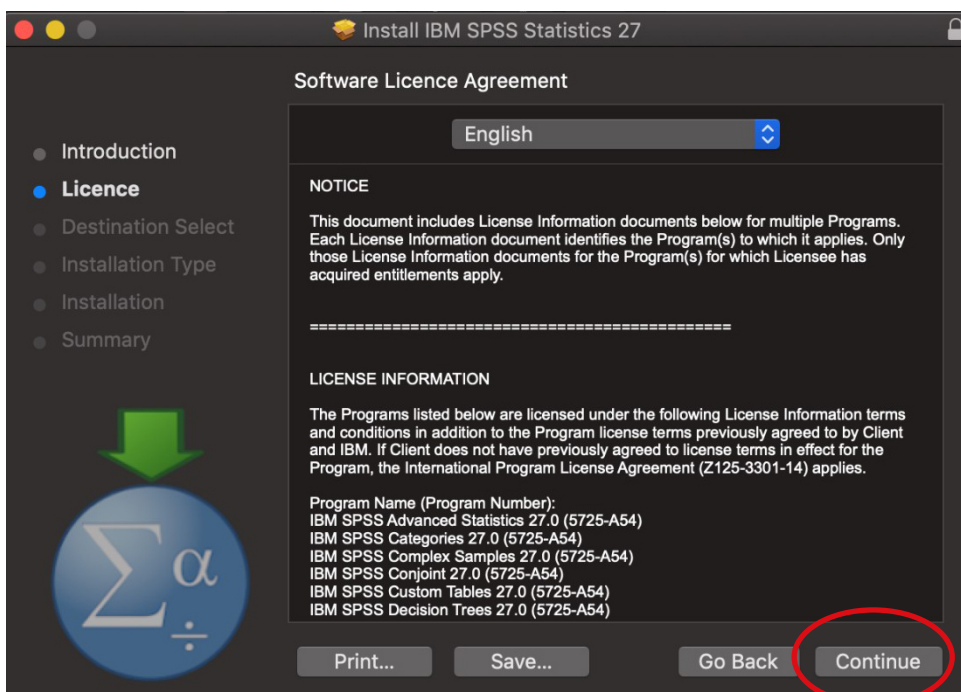 Install IBM SPSS Statistics 27
Software Licence Agreement
Introduction
Licence
Destination Select
Installation Type
Installation
Summary
English
NOTICE
This document includes License Information documents below for multiple Programs.
Each License Information document identifies the Program(s) to which it applies. Only
those License Information documents for the Program(s) for which Licensee has
acquired entitlements apply.
==============================================
LICENSE INFORMATION
The Programs listed below are licensed under the following License Information terms
and conditions in addition to the Program license terms previously agreed to by Client
and IBM. If Client does not have previously agreed to license terms in effect for the
Program, the International Program License Agreement (Z125-3301-14) applies.
Program Name (Program Number):
IBM SPSS Advanced Statistics 27.0 (5725-A54)
IBM SPSS Categories 27.0 (5725-A54)
IBM SPSS Complex Samples 27.0 (5725-A54)
IBM SPSS Conjoint 27.0 (5725-A54)
IBM SPSS Custom Tables 27.0 (5725-A54)
IBM SPSS Decision Trees 27.0 (5725-A54)
Σα
÷
Print... Save... Go Back Continue